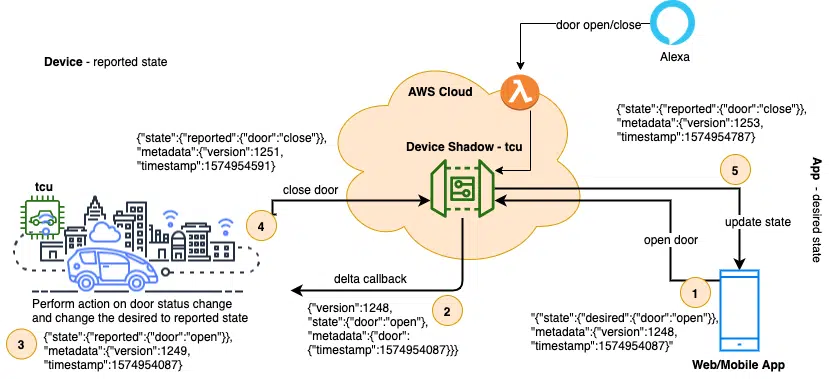 door open/close
Alexa
Device - reported state
AWS Cloud
{"state":{"reported":{"door":"close"}},
"metadata":{"version":1253,
"timestamp":1574954787}
{"state":{"reported":{"door":"close"}},
"metadata":{"version":1251,
"timestamp":1574954591}
Device Shadow - tcu
App - desired state
5
tcu
close door
4
update state
open door
delta callback
1
Perform action on door status change
and change the desired to reported state
{"version":1248,
"state":{"door":"open"},
"metadata":{"door":
{"timestamp":1574954087}}}
2
"{"state":{"desired":{"door":"open"}},
"metadata":{"version":1248,
"timestamp":1574954087}"
3
{"state":{"reported":{"door":"open"}},
"metadata":{"version":1249,
"timestamp":1574954087}
Web/Mobile App